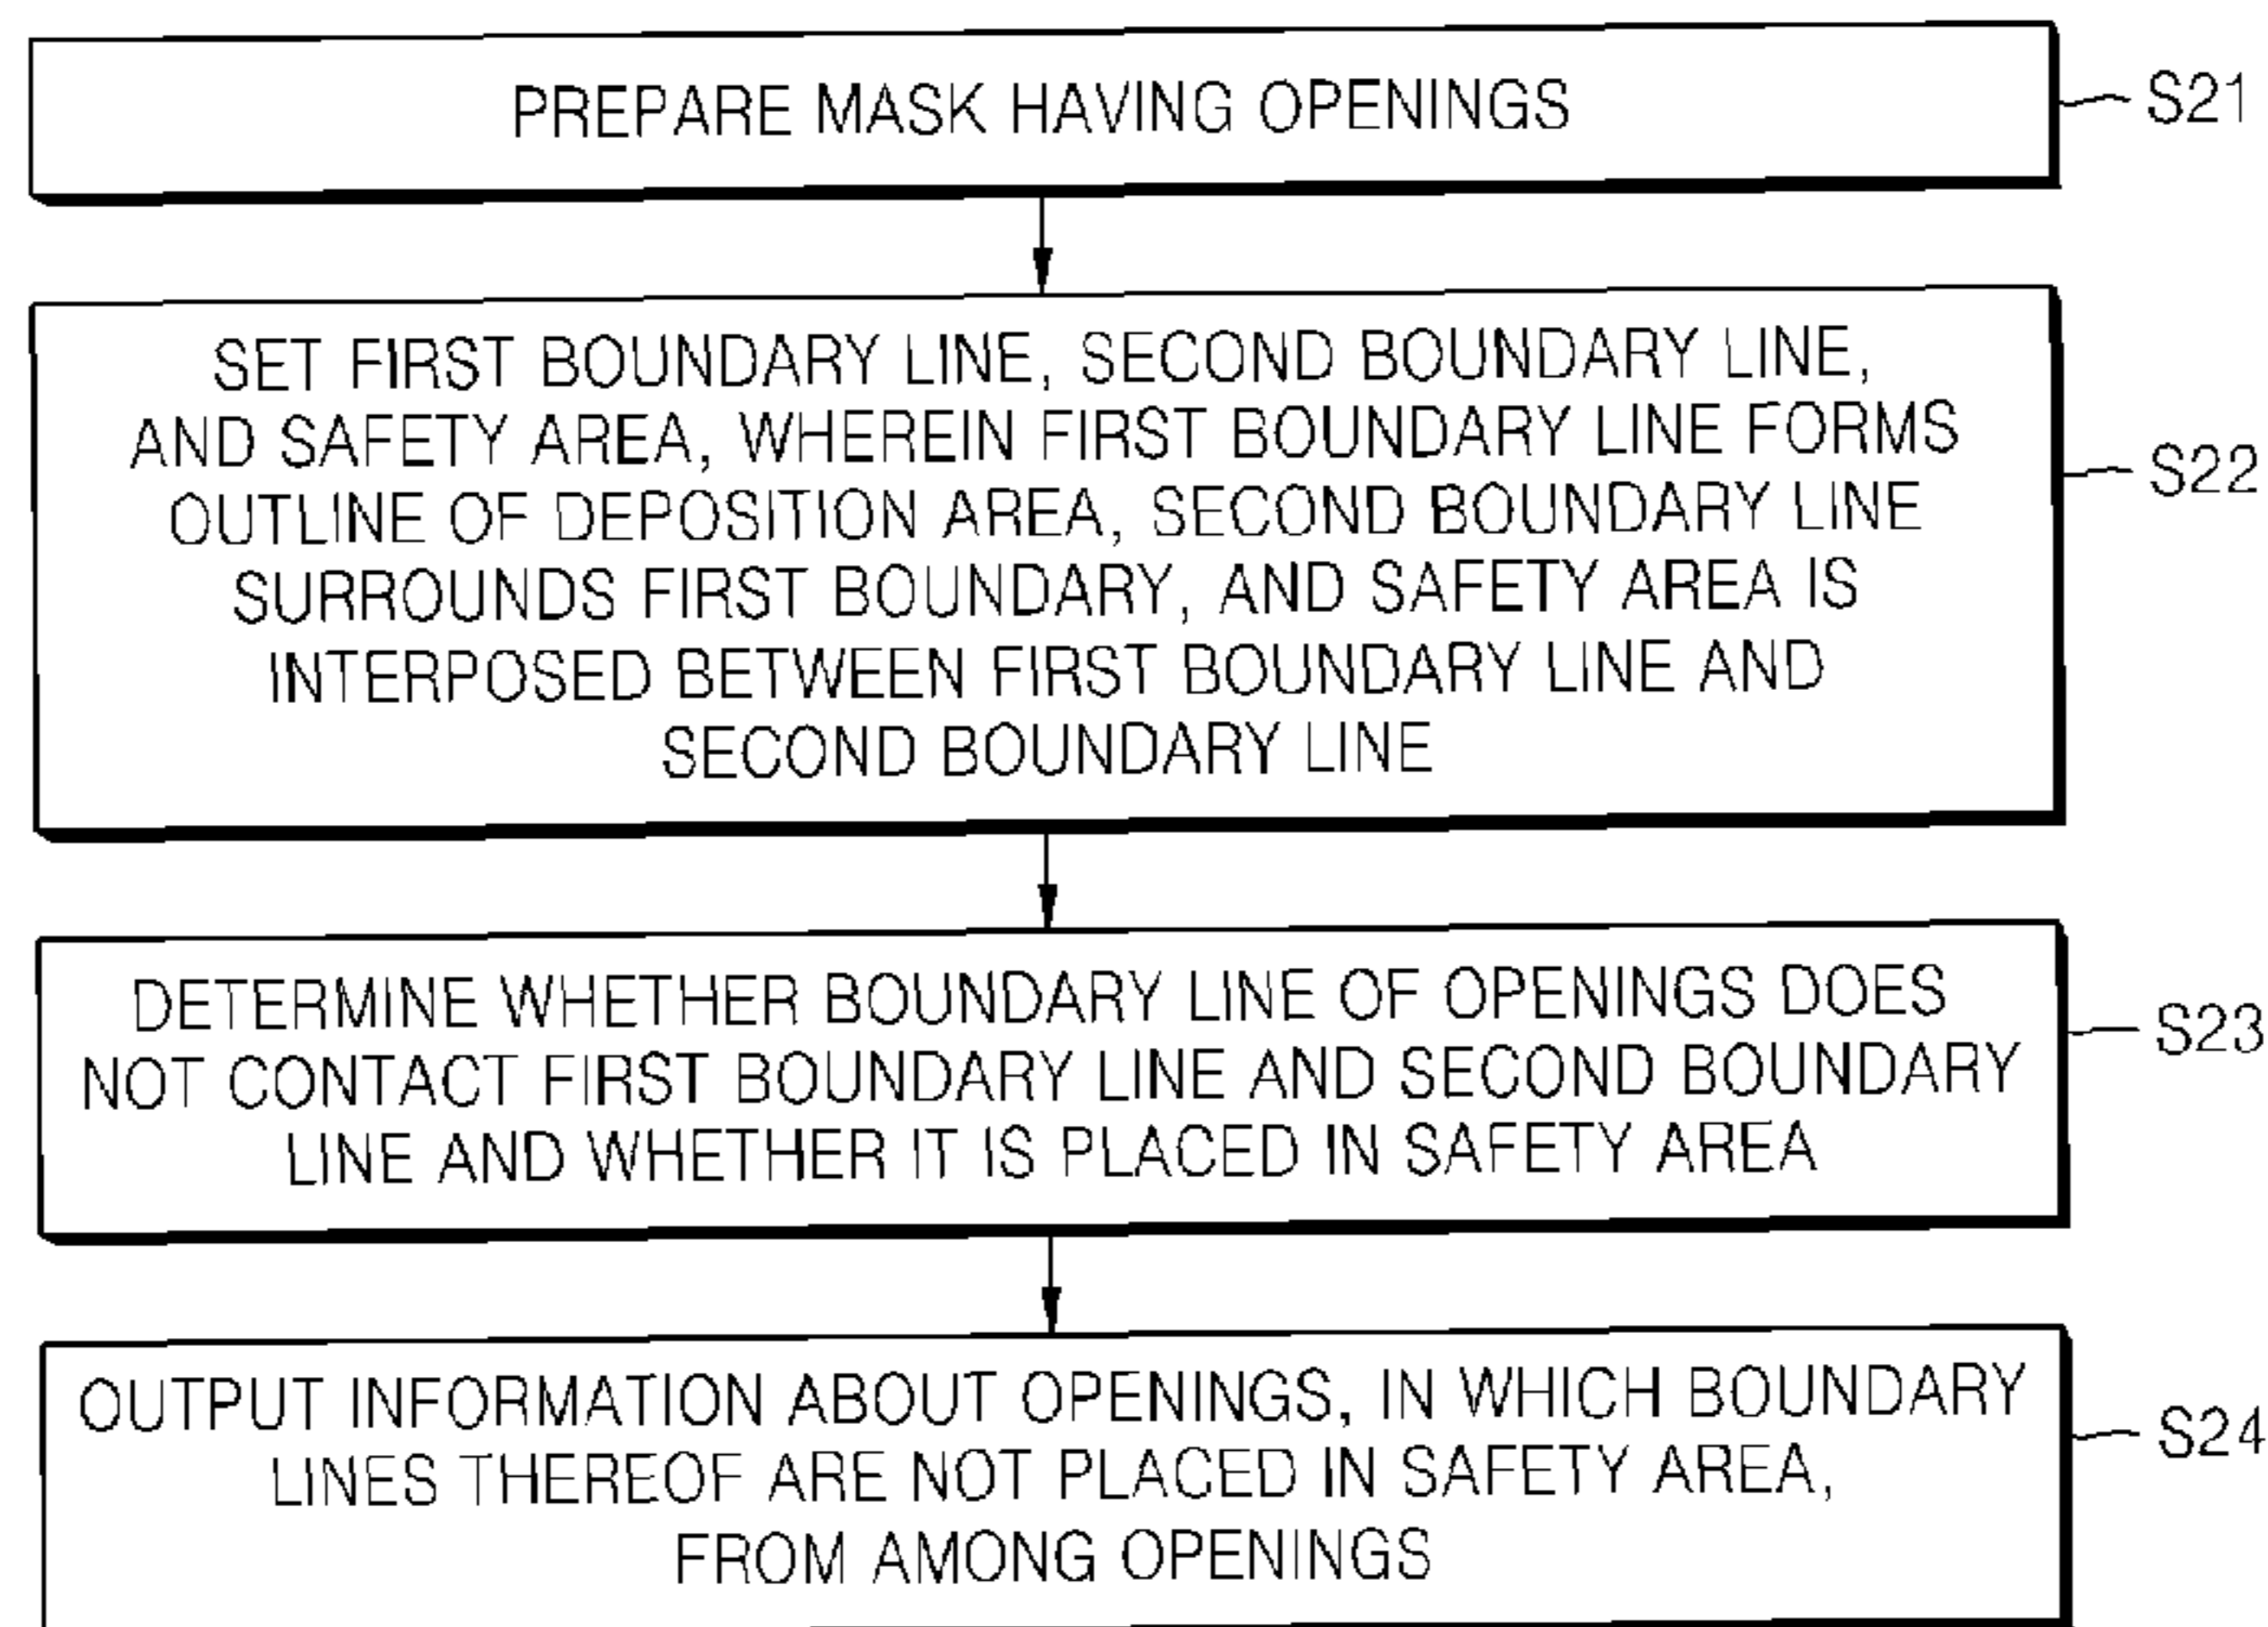 PREPARE MASK HAVING OPENINGS
S21
SET FIRST BOUNDARY LINE, SECOND BOUNDARY LINE,
AND SAFETY AREA, WHEREIN FIRST BOUNDARY LINE FORMS
OUTLINE OF DEPOSITION AREA, SECOND BOUNDARY LINE
SURROUNDS FIRST BOUNDARY, AND SAFETY AREA IS
INTERPOSED BETWEEN FIRST BOUNDARY LINE AND
SECOND BOUNDARY LINE
S22
DETERMINE WHETHER BOUNDARY LINE OF OPENINGS DOES
NOT CONTACT FIRST BOUNDARY LINE AND SECOND BOUNDARY
LINE AND WHETHER IT IS PLACED IN SAFETY AREA
S23
OUTPUT INFORMATION ABOUT OPENINGS, IN WHICH BOUNDARY
LINES THEREOF ARE NOT PLACED IN SAFETY AREA,
FROM AMONG OPENINGS
S24